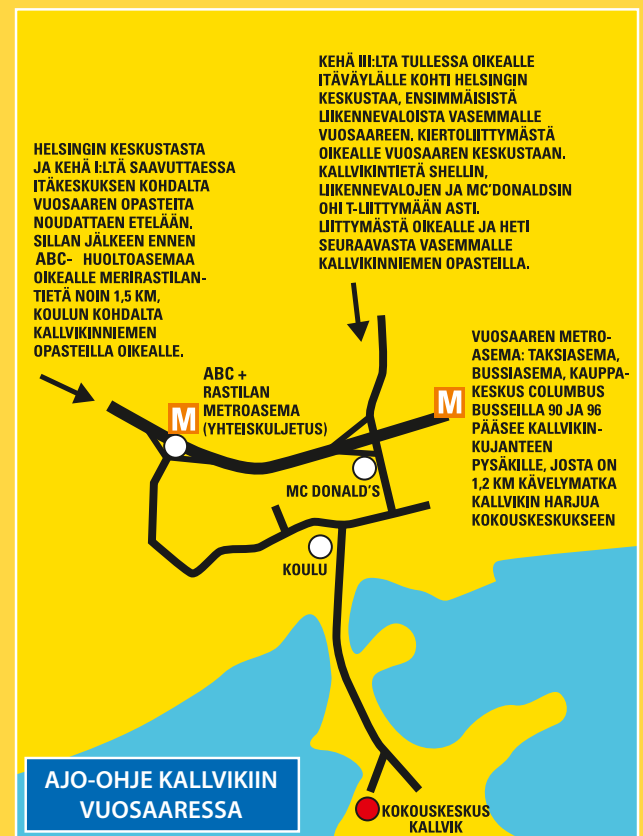 KEHÄ III:LTA TULLESSA OIKEALLE
ITÄVÄYLÄLLE KOHTI HELSINGIN
KESKUSTAA, ENSIMMÄISISTÄ
LIIKENNEVALOISTA VASEMMALLE
VUOSAAREEN. KIERTOLIITTYMÄSTÄ
OIKEALLE VUOSAAREN KESKUSTAAN.
KALLVIKINTIETÄ SHELLIN,
LIIKENNEVALOJEN JA MC'DONALDSIN
OHI T-LIITTYMÄÄN ASTI.
LIITTYMÄSTÄ OIKEALLE JA HETI
SEURAAVASTA VASEMMALLE
KALLVIKINNIEMEN OPASTEILLA.
HELSINGIN KESKUSTASTA
JA KEHÄ I:LTÄ SAAVUTTAESSA
ITÄKESKUKSEN KOHDALTA
VUOSAAREN OPASTEITA
NOUDATTAEN ETELÄÄN.
SILLAN JÄLKEEN ENNEN
ABC- HUOLTOASEMAA
OIKEALLE MERIRASTILAN-
TIETÄ NOIN 1,5 KM,
KOULUN KOHDALTA
KALLVIKINNIEMEN
OPASTEILLA OIKEALLE.
VUOSAAREN METRO-
ASEMA: TAKSIASEMA,
BUSSIASEMA, KAUPPA-
KESKUS COLUMBUS
BUSSEILLA 90 JA 96
PÄÄSEE KALLVIKIN-
KUJANTEEN
PYSÄKILLE, JOSTA ON
1,2 KM KÄVELYMATKA
KALLVIKIN HARJUA
KOKOUSKESKUKSEEN
M
ABC +
RASTILAN
METROASEMA
(YHTEISKULJETUS)
M
MC DONALD'S
KOULU
AJO-OHJE KALLVIKIIN
VUOSAARESSA
KOKOUSKESKUS
KALLVIK